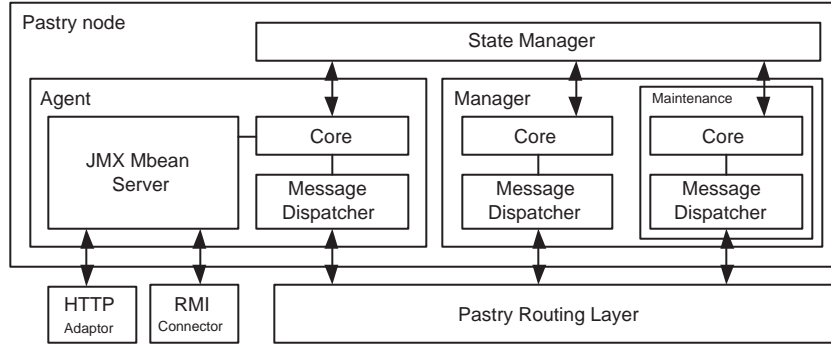 Pastry node
State Manager
Agent
Manager
Maintenance
JMX Mbean
Server
Core
Core
Core
Message
Dispatcher
Message
Dispatcher
Message
Dispatcher
HTTP
Adaptor
RMI
Connector
Pastry Routing Layer